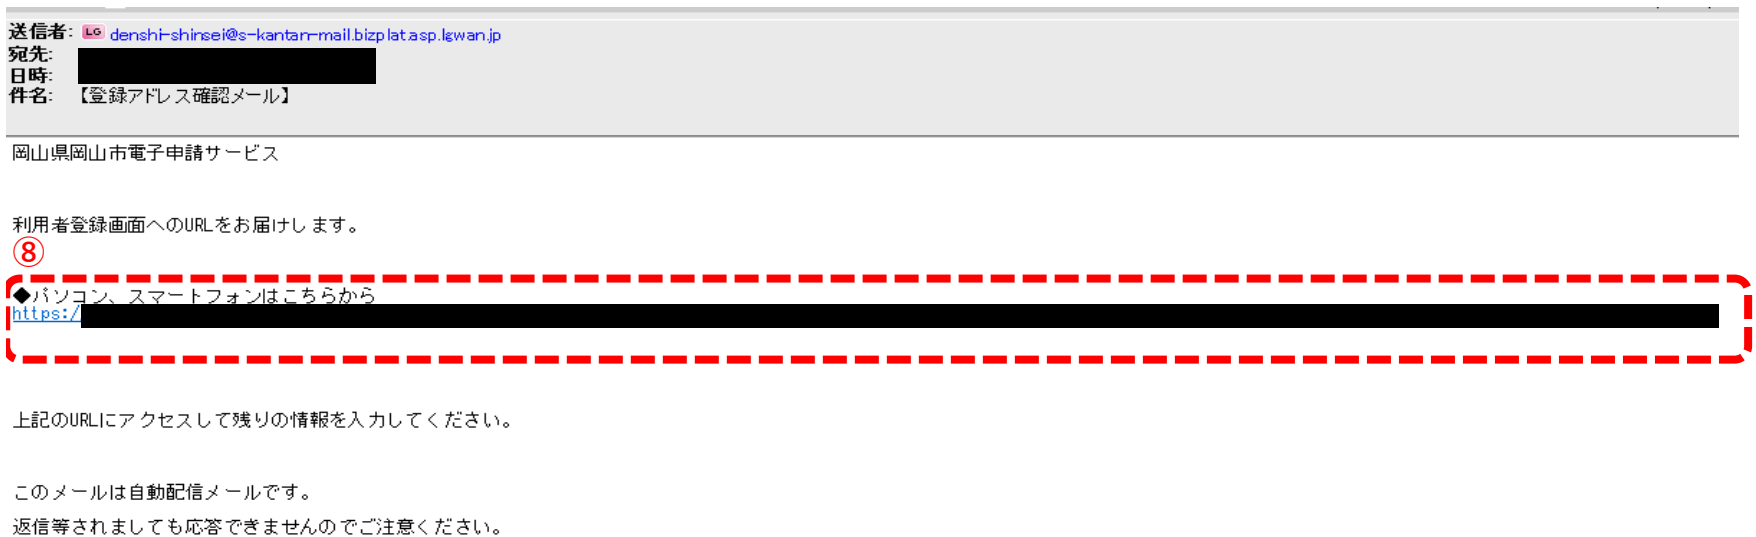 送信者: LG denshi-shinsei@s-kantan-mail.bizplat.asp.lgwan.jp
宛先:
日時:
件名: 【登録アドレス確認メール】
岡山県岡山市電子申請サービス
利用者登録画面へのURLをお届けします。
⑧
◆パソコン、スマートフォンはこちらから
https:/
上記のURLにアクセスして残りの情報を入力してください。
このメールは自動配信メールです。
返信等されましても応答できませんのでご注意ください。